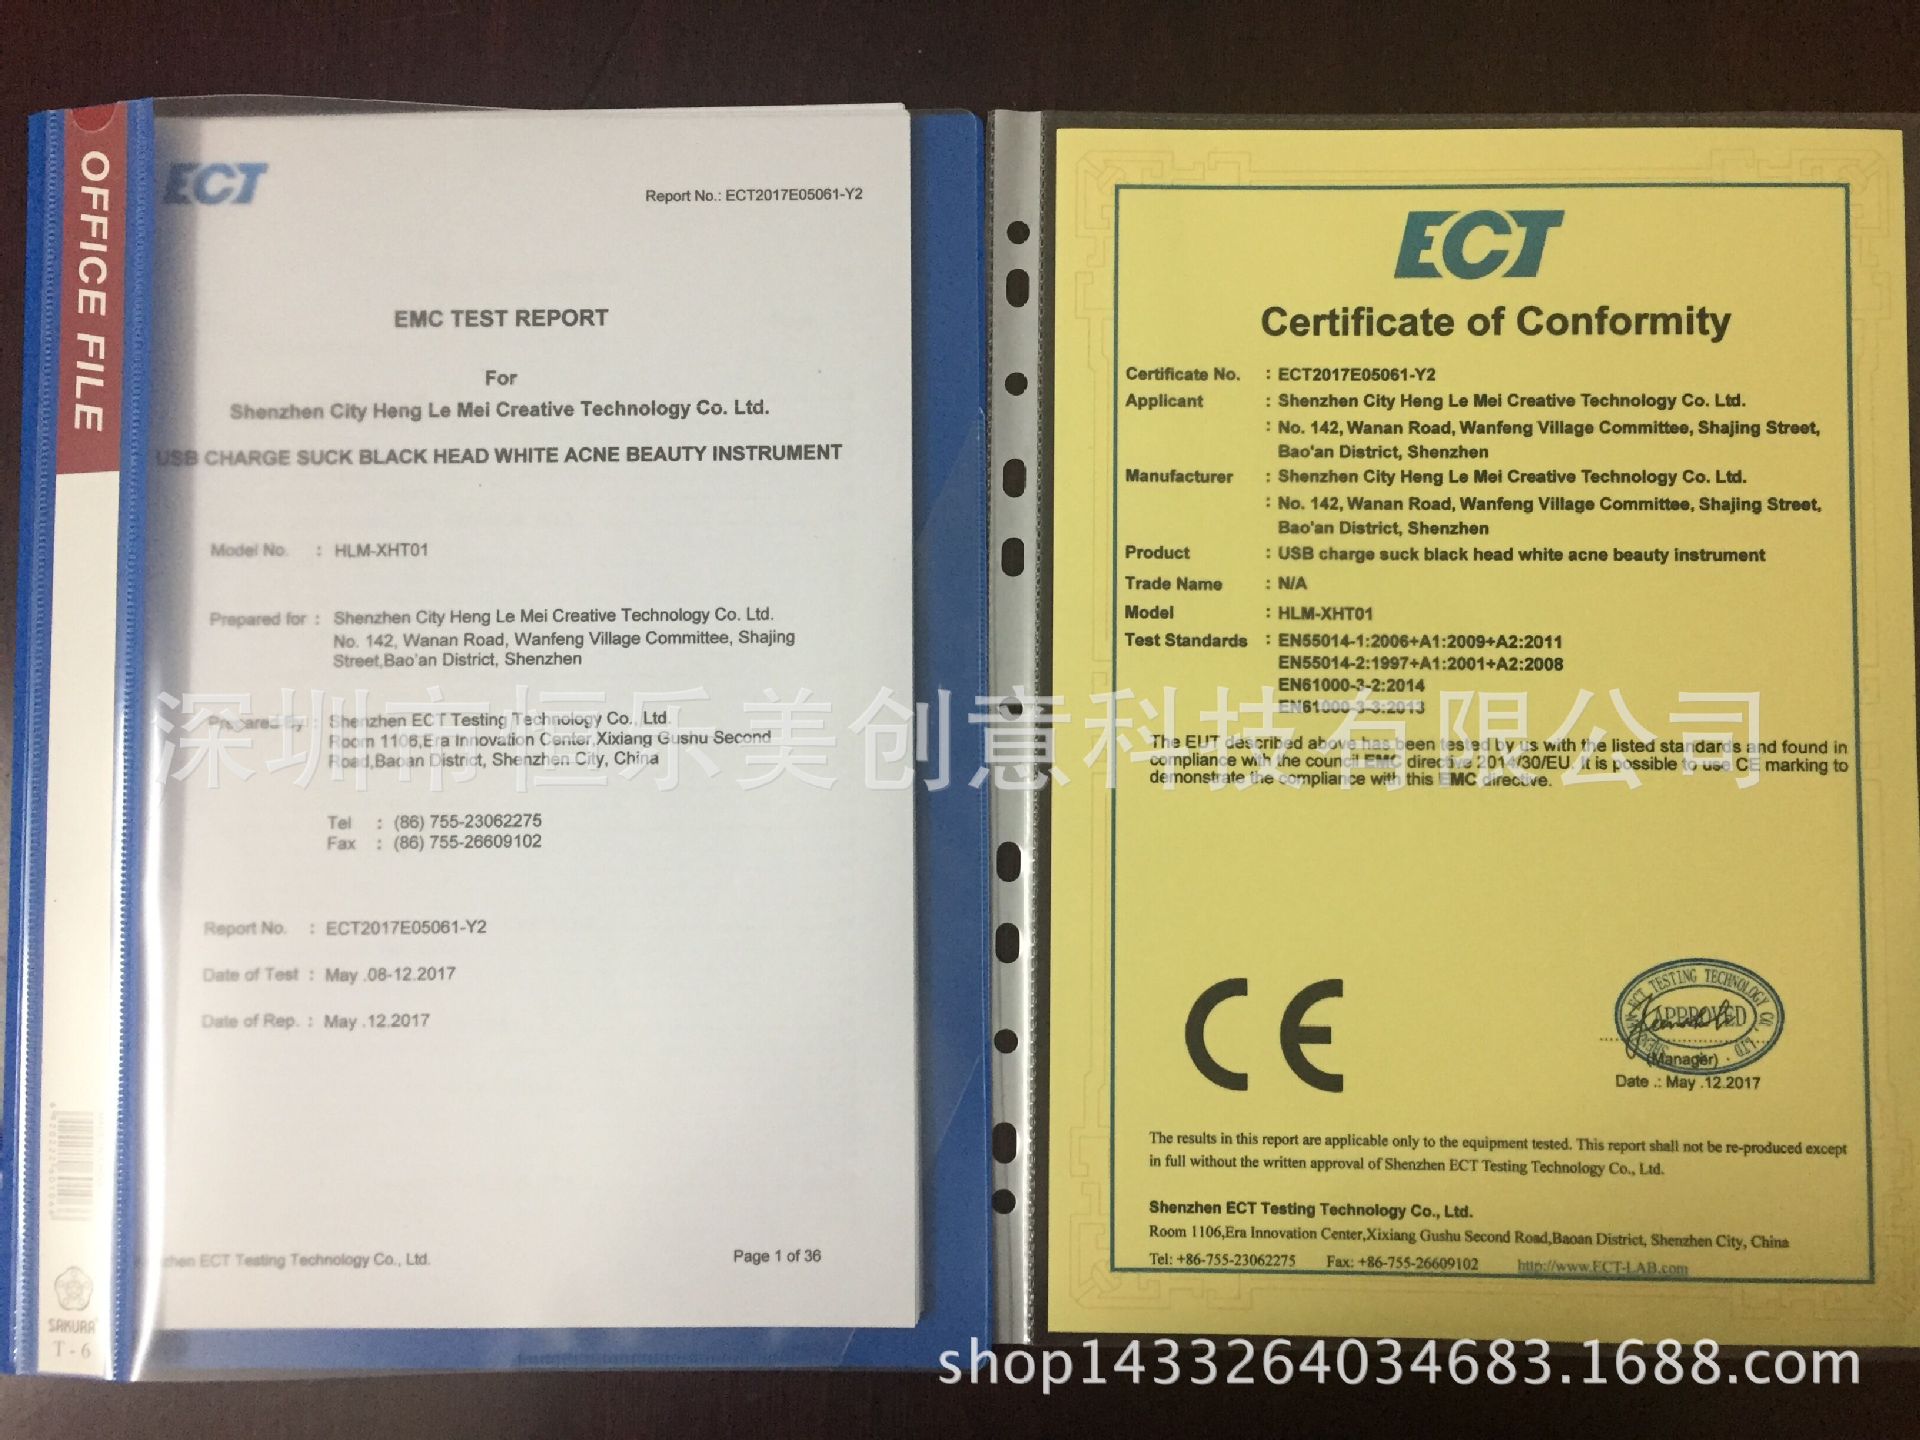 OFFICE FILE
SAKURA
T-6
ECT
Report No.: ECT2017E05061-Y2
EMC TEST REPORT
For
Shenzhen City Heng Le Mei Creative Technology Co. Ltd.
USB CHARGE SUCK BLACK HEAD WHITE ACNE BEAUTY INSTRUMENT
Model No. : HLM-XHT01
Prepared for : Shenzhen City Heng Le Mei Creative Technology Co. Ltd.
No. 142, Wanan Road, Wanfeng Village Committee, Shajing
Street,Bao'an District, Shenzhen
Prepared By : Shenzhen ECT Testing Technology Co., Ltd.
Room 1106,Era Innovation Center,Xixiang Gushu Second
Road,Baoan District, Shenzhen City, China
Tel : (86) 755-23062275
Fax : (86) 755-26609102
Report No. : ECT2017E05061-Y2
Date of Test : May .08-12.2017
Date of Rep. : May .12.2017
zhen ECT Testing Technology Co., Ltd.
Page 1 of 36
ECT
Certificate of Conformity
Certificate No. : ECT2017E05061-Y2
Applicant : Shenzhen City Heng Le Mei Creative Technology Co. Ltd.
: No. 142, Wanan Road, Wanfeng Village Committee, Shajing Street,
Bao'an District, Shenzhen
Manufacturer : Shenzhen City Heng Le Mei Creative Technology Co. Ltd.
: No. 142, Wanan Road, Wanfeng Village Committee, Shajing Street,
Bao'an District, Shenzhen
Product : USB charge suck black head white acne beauty instrument
Trade Name : N/A
Model : HLM-XHT01
Test Standards : EN55014-1:2006+A1:2009+A2:2011
EN55014-2:1997+A1:2001+A2:2008
EN61000-3-2:2014
EN61000-3-3:2013
深圳市恒乐美创意科技有限公司
The EUT described above has been tested by us with the listed standards and found in
compliance with the council EMC directive 2014/30/EU. It is possible to use CE marking to
demonstrate the compliance with this EMC directive.
CE
SHENZHEN ECT TESTING TECHNOLOGY CO., LTD.
APPROVED
(Manager)
Date .: May .12.2017
The results in this report are applicable only to the equipment tested. This report shall not be re-produced except
in full without the written approval of Shenzhen ECT Testing Technology Co., Ltd.
Shenzhen ECT Testing Technology Co., Ltd.
Room 1106,Era Innovation Center,Xixiang Gushu Second Road,Baoan District, Shenzhen City, China
Tel: +86-755-23062275 Fax: +86-755-26609102 http://www.ECT-LAB.com
shop1433264034683.1688.com